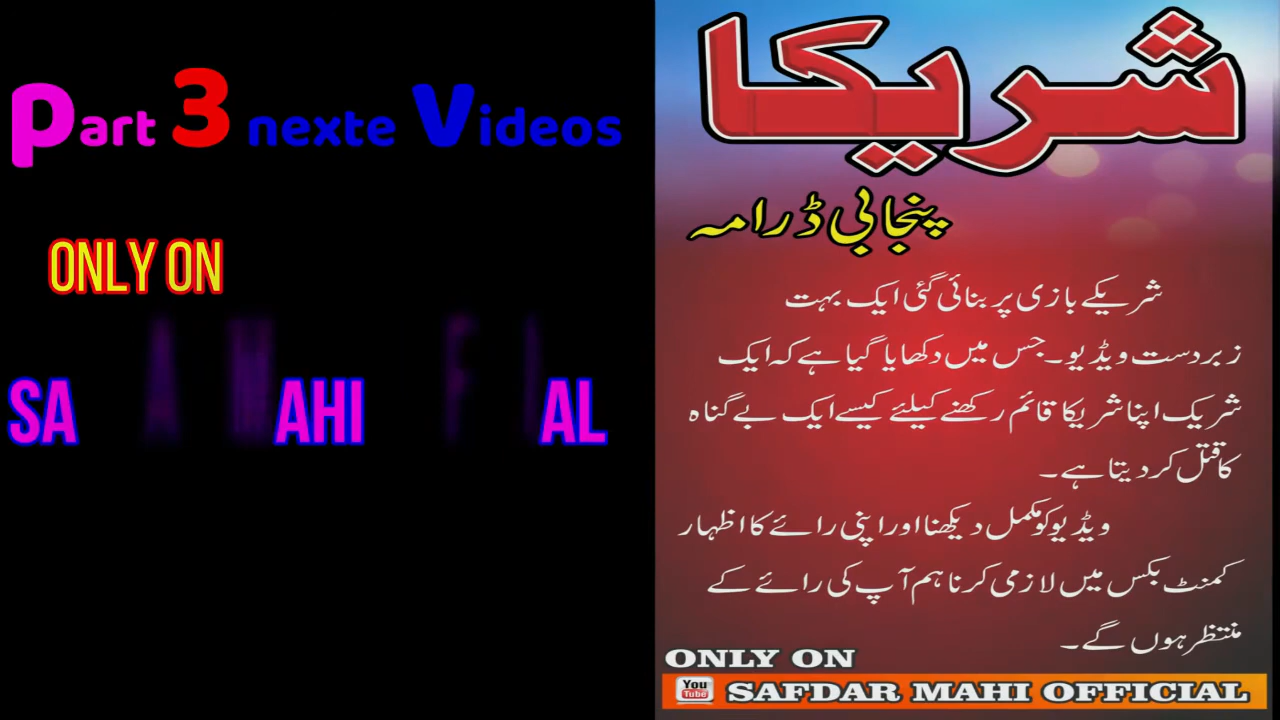 Part 3 nexte Videos
ONLY ON
SA A MAHI F I AL
شریکا
پنجابی ڈرامہ
شریکے بازی پر بنائی گئی ایک بہت
زبردست ویڈیو۔جس میں دکھایا گیا ہے کہ ایک
شریک اپنا شریکا قائم رکھنے کیلئے کیسے ایک بے گناہ
کا قتل کر دیتا ہے۔
ویڈیو کو مکمل دیکھنا اور اپنی رائے کا اظہار
کمنٹ بکس میں لازمی کرنا ہم آپ کی رائے کے
منتظر ہوں گے۔
ONLY ON
You Tube SAFDAR MAHI OFFICIAL